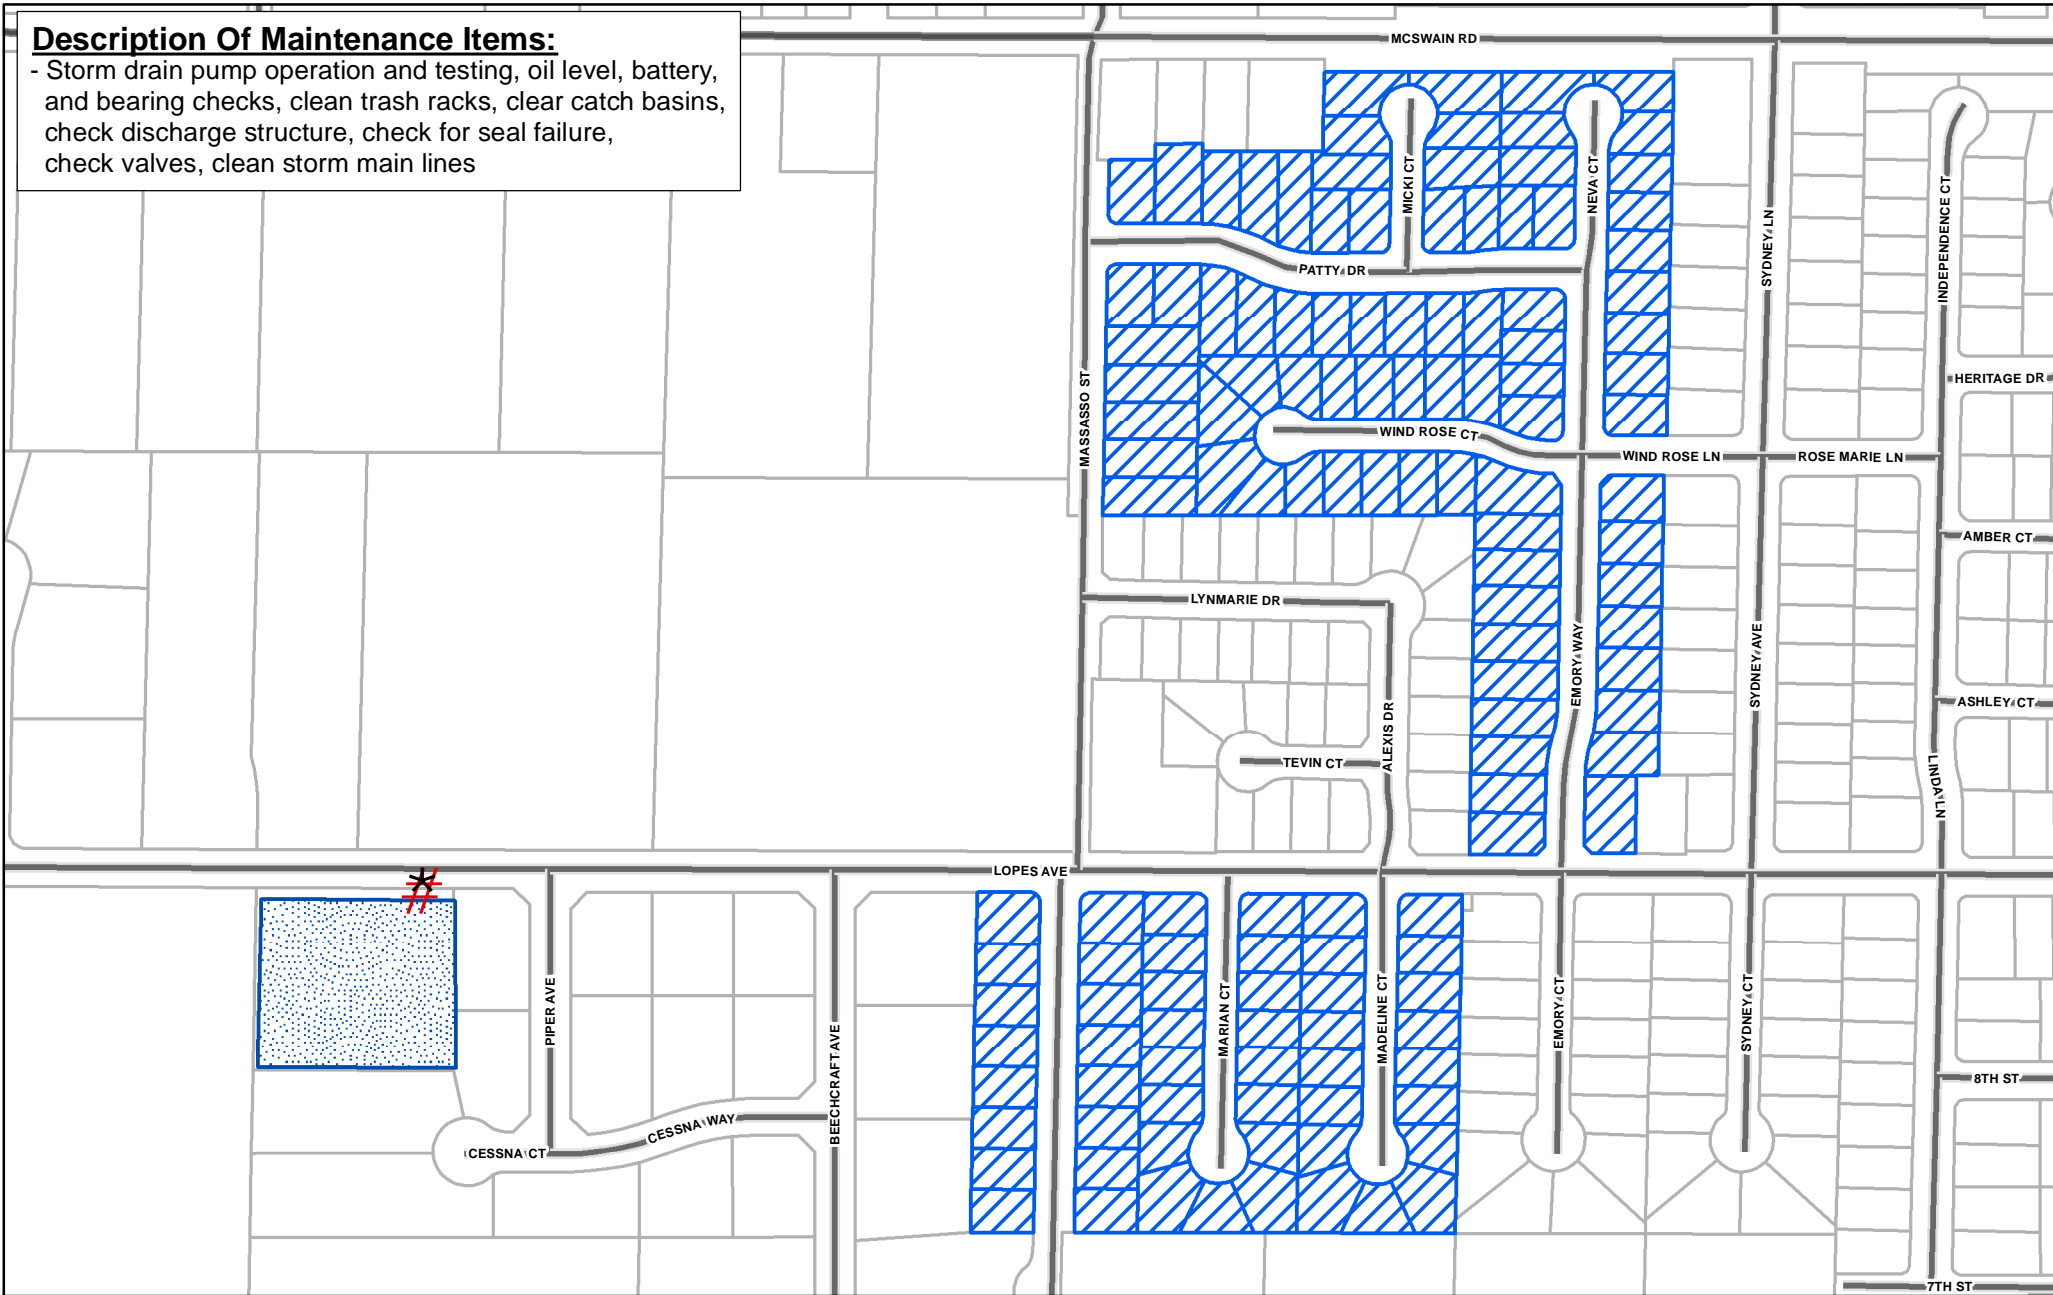 Description Of Maintenance Items:
- Storm drain pump operation and testing, oil level, battery,
and bearing checks, clean trash racks, clear catch basins,
check discharge structure, check for seal failure,
check valves, clean storm main lines
MCSWAIN RD
MICKI CT
NEVA CT
SYDNEY LN
INDEPENDENCE CT
PATTY DR
HERITAGE DR
MASSASSO ST
WIND ROSE CT
WIND ROSE LN
ROSE MARIE LN
AMBER CT
LYNMARIE DR
EMORY WAY
SYDNEY AVE
ASHLEY CT
ALEXIS DR
TEVIN CT
LINDA LN
LOPES AVE
PIPER AVE
BEECHCRAFT AVE
MARIAN CT
MADELINE CT
EMORY CT
SYDNEY CT
8TH ST
CESSNA WAY
CESSNA CT
7TH ST